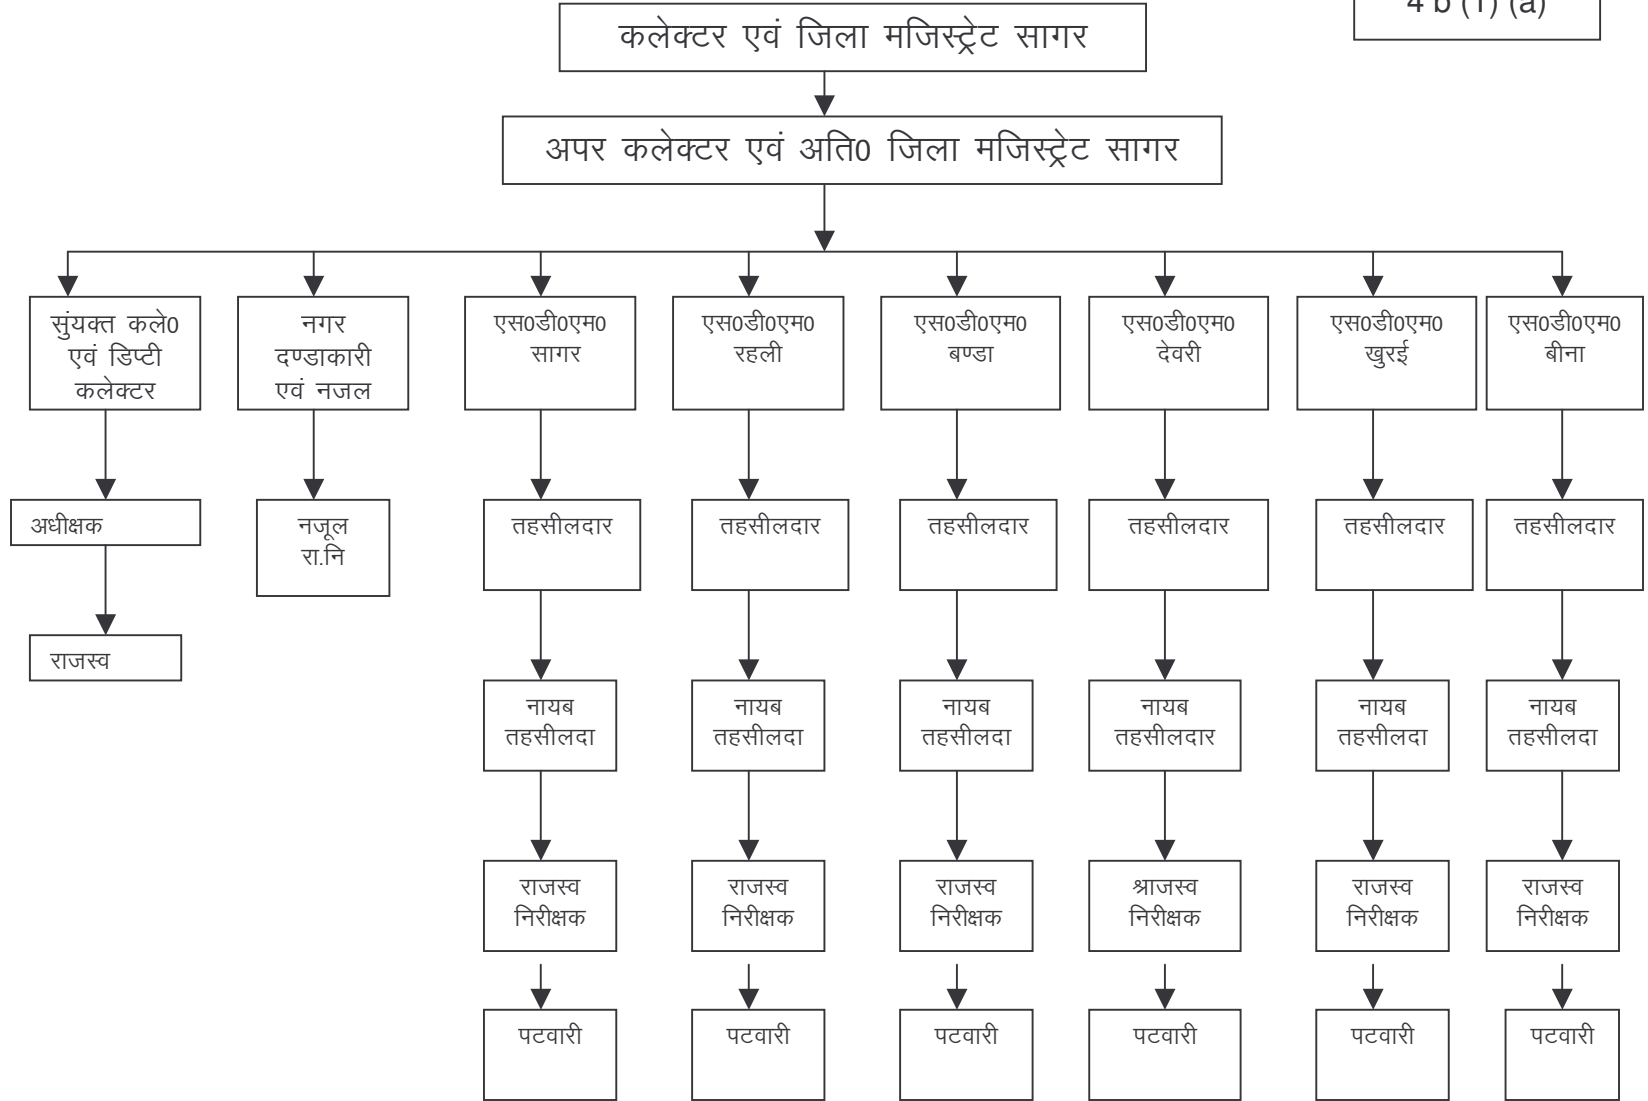 4 b (1) (a)
कलेक्टर एवं जिला मजिस्ट्रेट सागर
अपर कलेक्टर एवं अति0 जिला मजिस्ट्रेट सागर
सुंयक्त कले0
एवं डिप्टी
कलेक्टर
नगर
दण्डाकारी
एवं नजल
एस0डी0एम0
सागर
एस0डी0एम0
रहली
एस0डी0एम0
बण्डा
एस0डी0एम0
देवरी
एस0डी0एम0
खुरई
एस0डी0एम0
बीना
अधीक्षक
नजूल
रा.नि
तहसीलदार
तहसीलदार
तहसीलदार
तहसीलदार
तहसीलदार
तहसीलदार
राजस्व
नायब
तहसीलदा
नायब
तहसीलदा
नायब
तहसीलदा
नायब
तहसीलदार
नायब
तहसीलदा
नायब
तहसीलदा
राजस्व
निरीक्षक
राजस्व
निरीक्षक
राजस्व
निरीक्षक
श्राजस्व
निरीक्षक
राजस्व
निरीक्षक
राजस्व
निरीक्षक
पटवारी
पटवारी
पटवारी
पटवारी
पटवारी
पटवारी